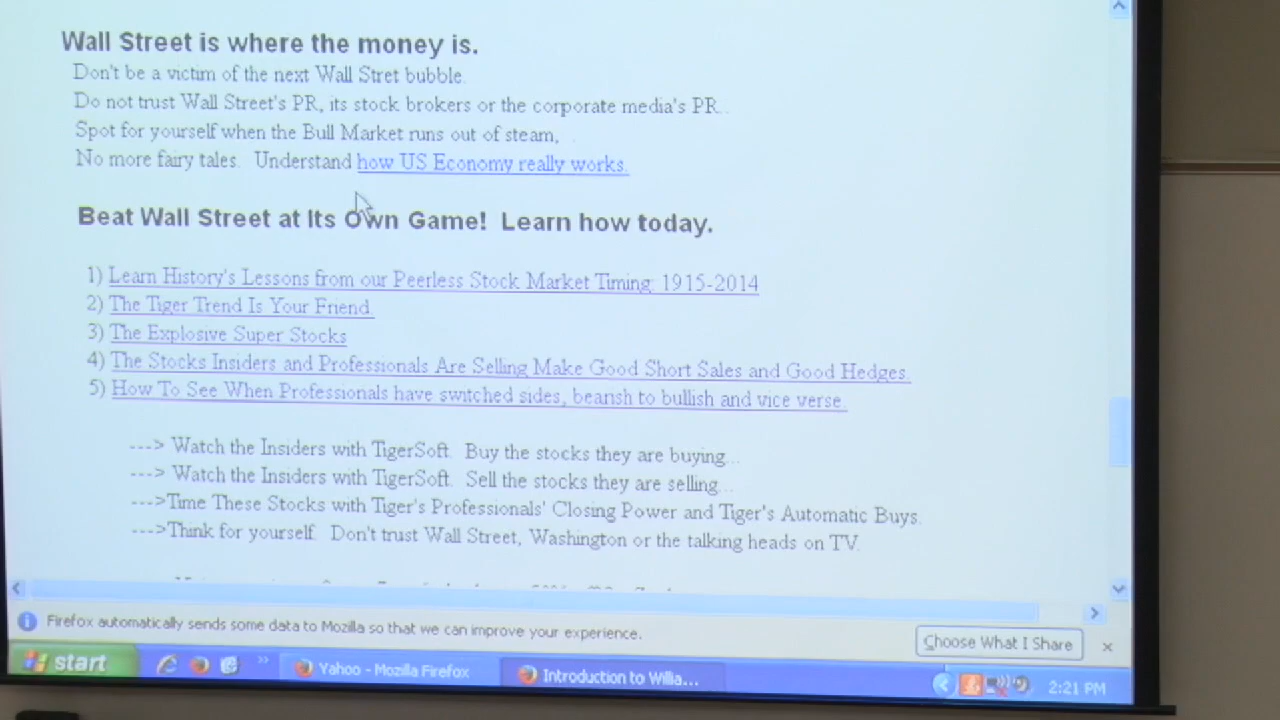 Wall Street is where the money is.
Don't be a victim of the next Wall Stret bubble.
Do not trust Wall Street's PR, its stock brokers or the corporate media's PR..
Spot for yourself when the Bull Market runs out of steam,
No more fairy tales. Understand how US Economy really works.
Beat Wall Street at Its Own Game! Learn how today.
1) Learn History's Lessons from our Peerless Stock Market Timing: 1915-2014
2) The Tiger Trend Is Your Friend.
3) The Explosive Super Stocks
4) The Stocks Insiders and Professionals Are Selling Make Good Short Sales and Good Hedges.
5) How To See When Professionals have switched sides, bearish to bullish and vice verse.
---> Watch the Insiders with TigerSoft. Buy the stocks they are buying...
---> Watch the Insiders with TigerSoft. Sell the stocks they are selling...
--->Time These Stocks with Tiger's Professionals' Closing Power and Tiger's Automatic Buys.
--->Think for yourself. Don't trust Wall Street, Washington or the talking heads on TV.
Firefox automatically sends some data to Mozilla so that we can improve your experience.
Choose What I Share
start
Yahoo - Mozilla Firefox
Introduction to Willia...
2:21 PM